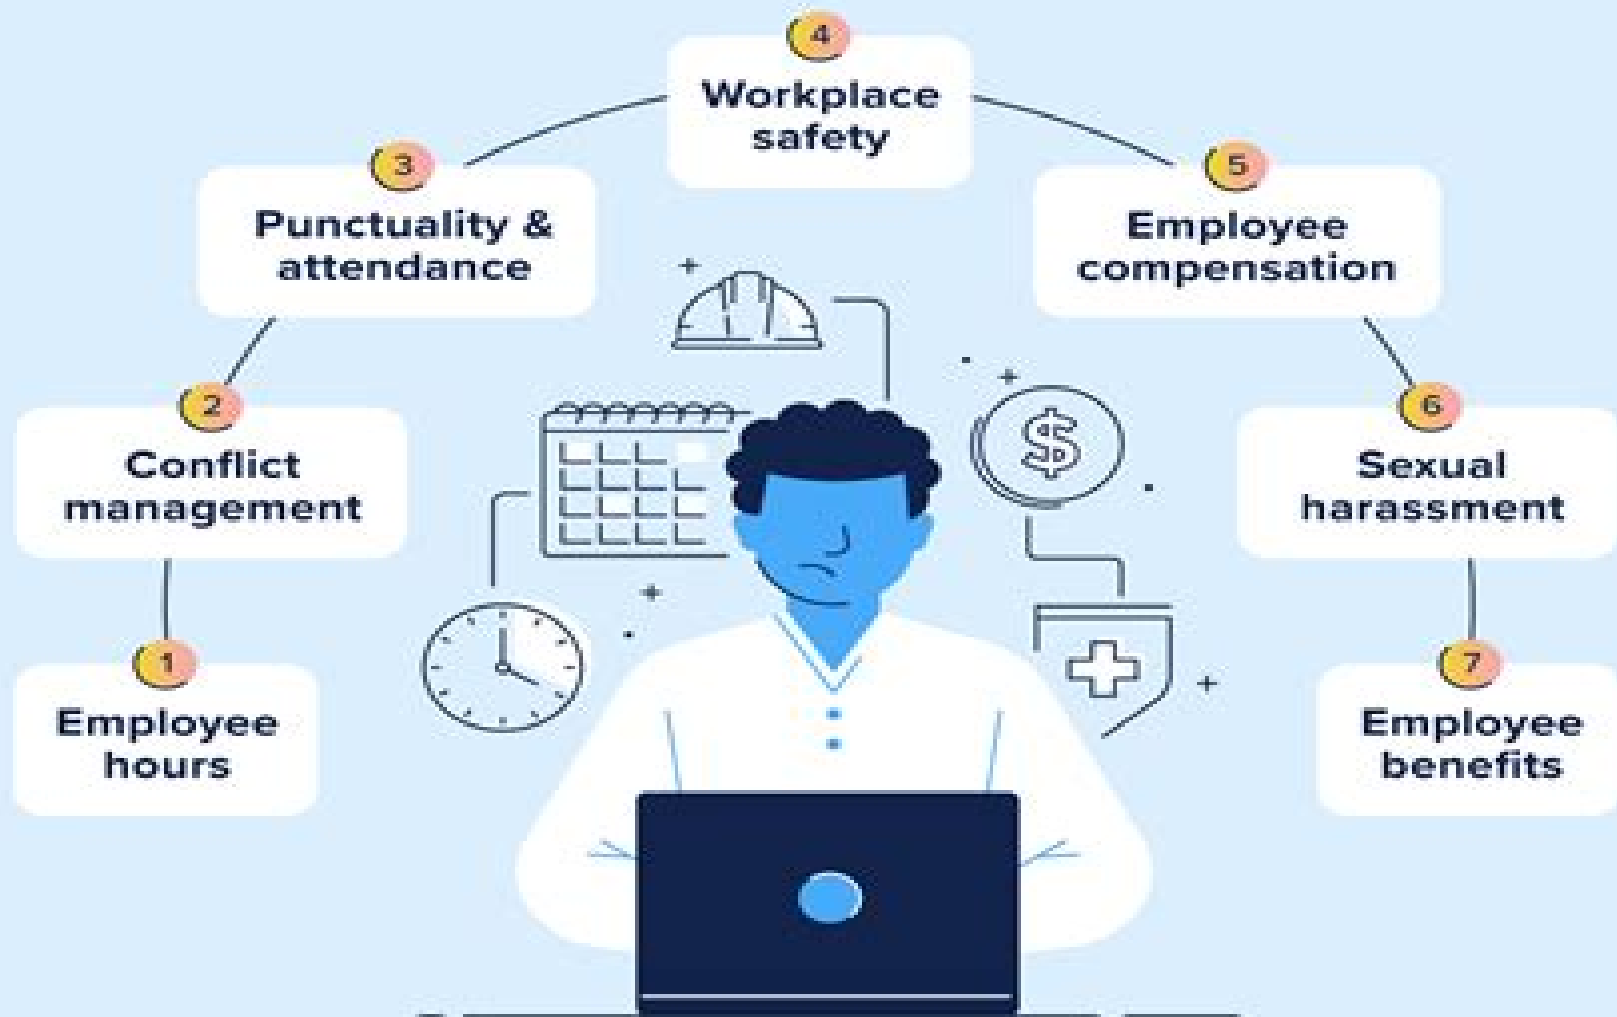 1
Employee
hours
2
Conflict
management
3
Punctuality &
attendance
4
Workplace
safety
5
Employee
compensation
6
Sexual
harassment
7
Employee
benefits
$